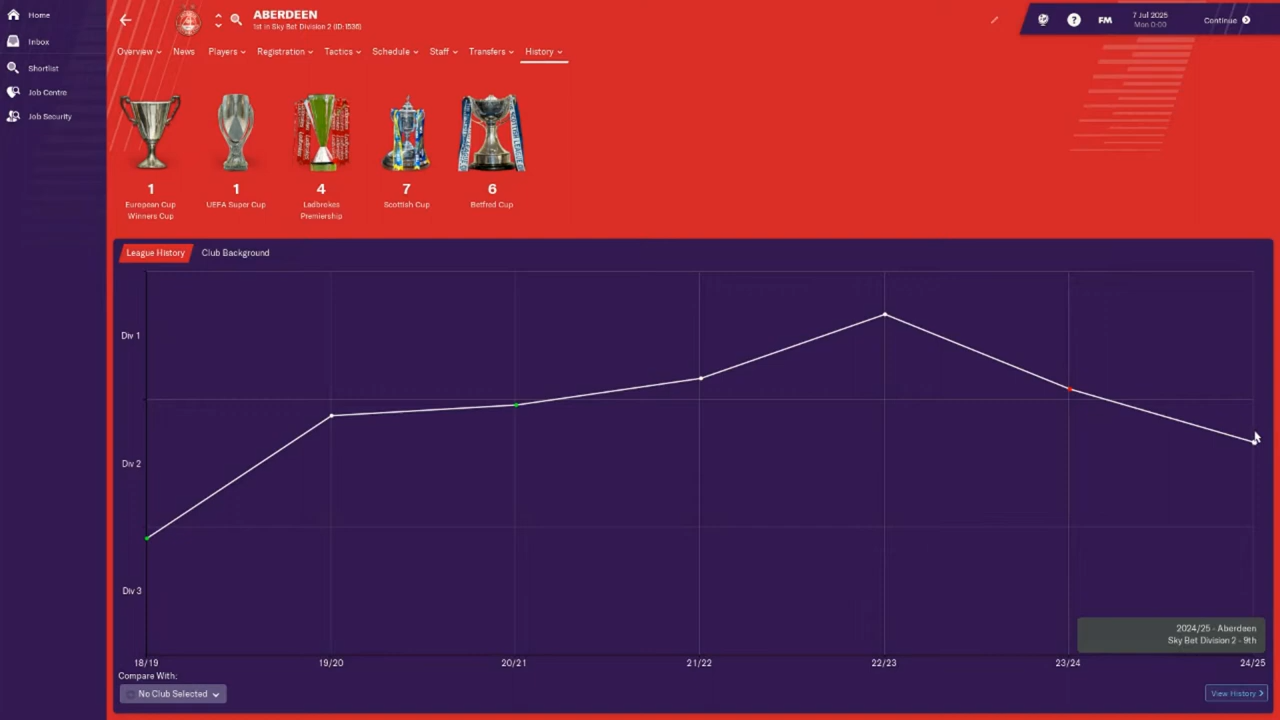 Home
Inbox
Shortlist
Job Centre
Job Security
ABERDEEN
1st in Sky Bet Division 2 (ID:1536)
FM
7 Jul 2025
Mon 0:00
Continue
Overview
News
Players
Registration
Tactics
Schedule
Staff
Transfers
History
1
European Cup
Winners Cup
1
UEFA Super Cup
4
Ladbrokes
Premiership
7
Scottish Cup
6
Betfred Cup
League History
Club Background
Div 1
Div 2
Div 3
2024/25 - Aberdeen
Sky Bet Division 2 - 9th
18/19
19/20
20/21
21/22
22/23
23/24
24/25
Compare With:
No Club Selected
View History